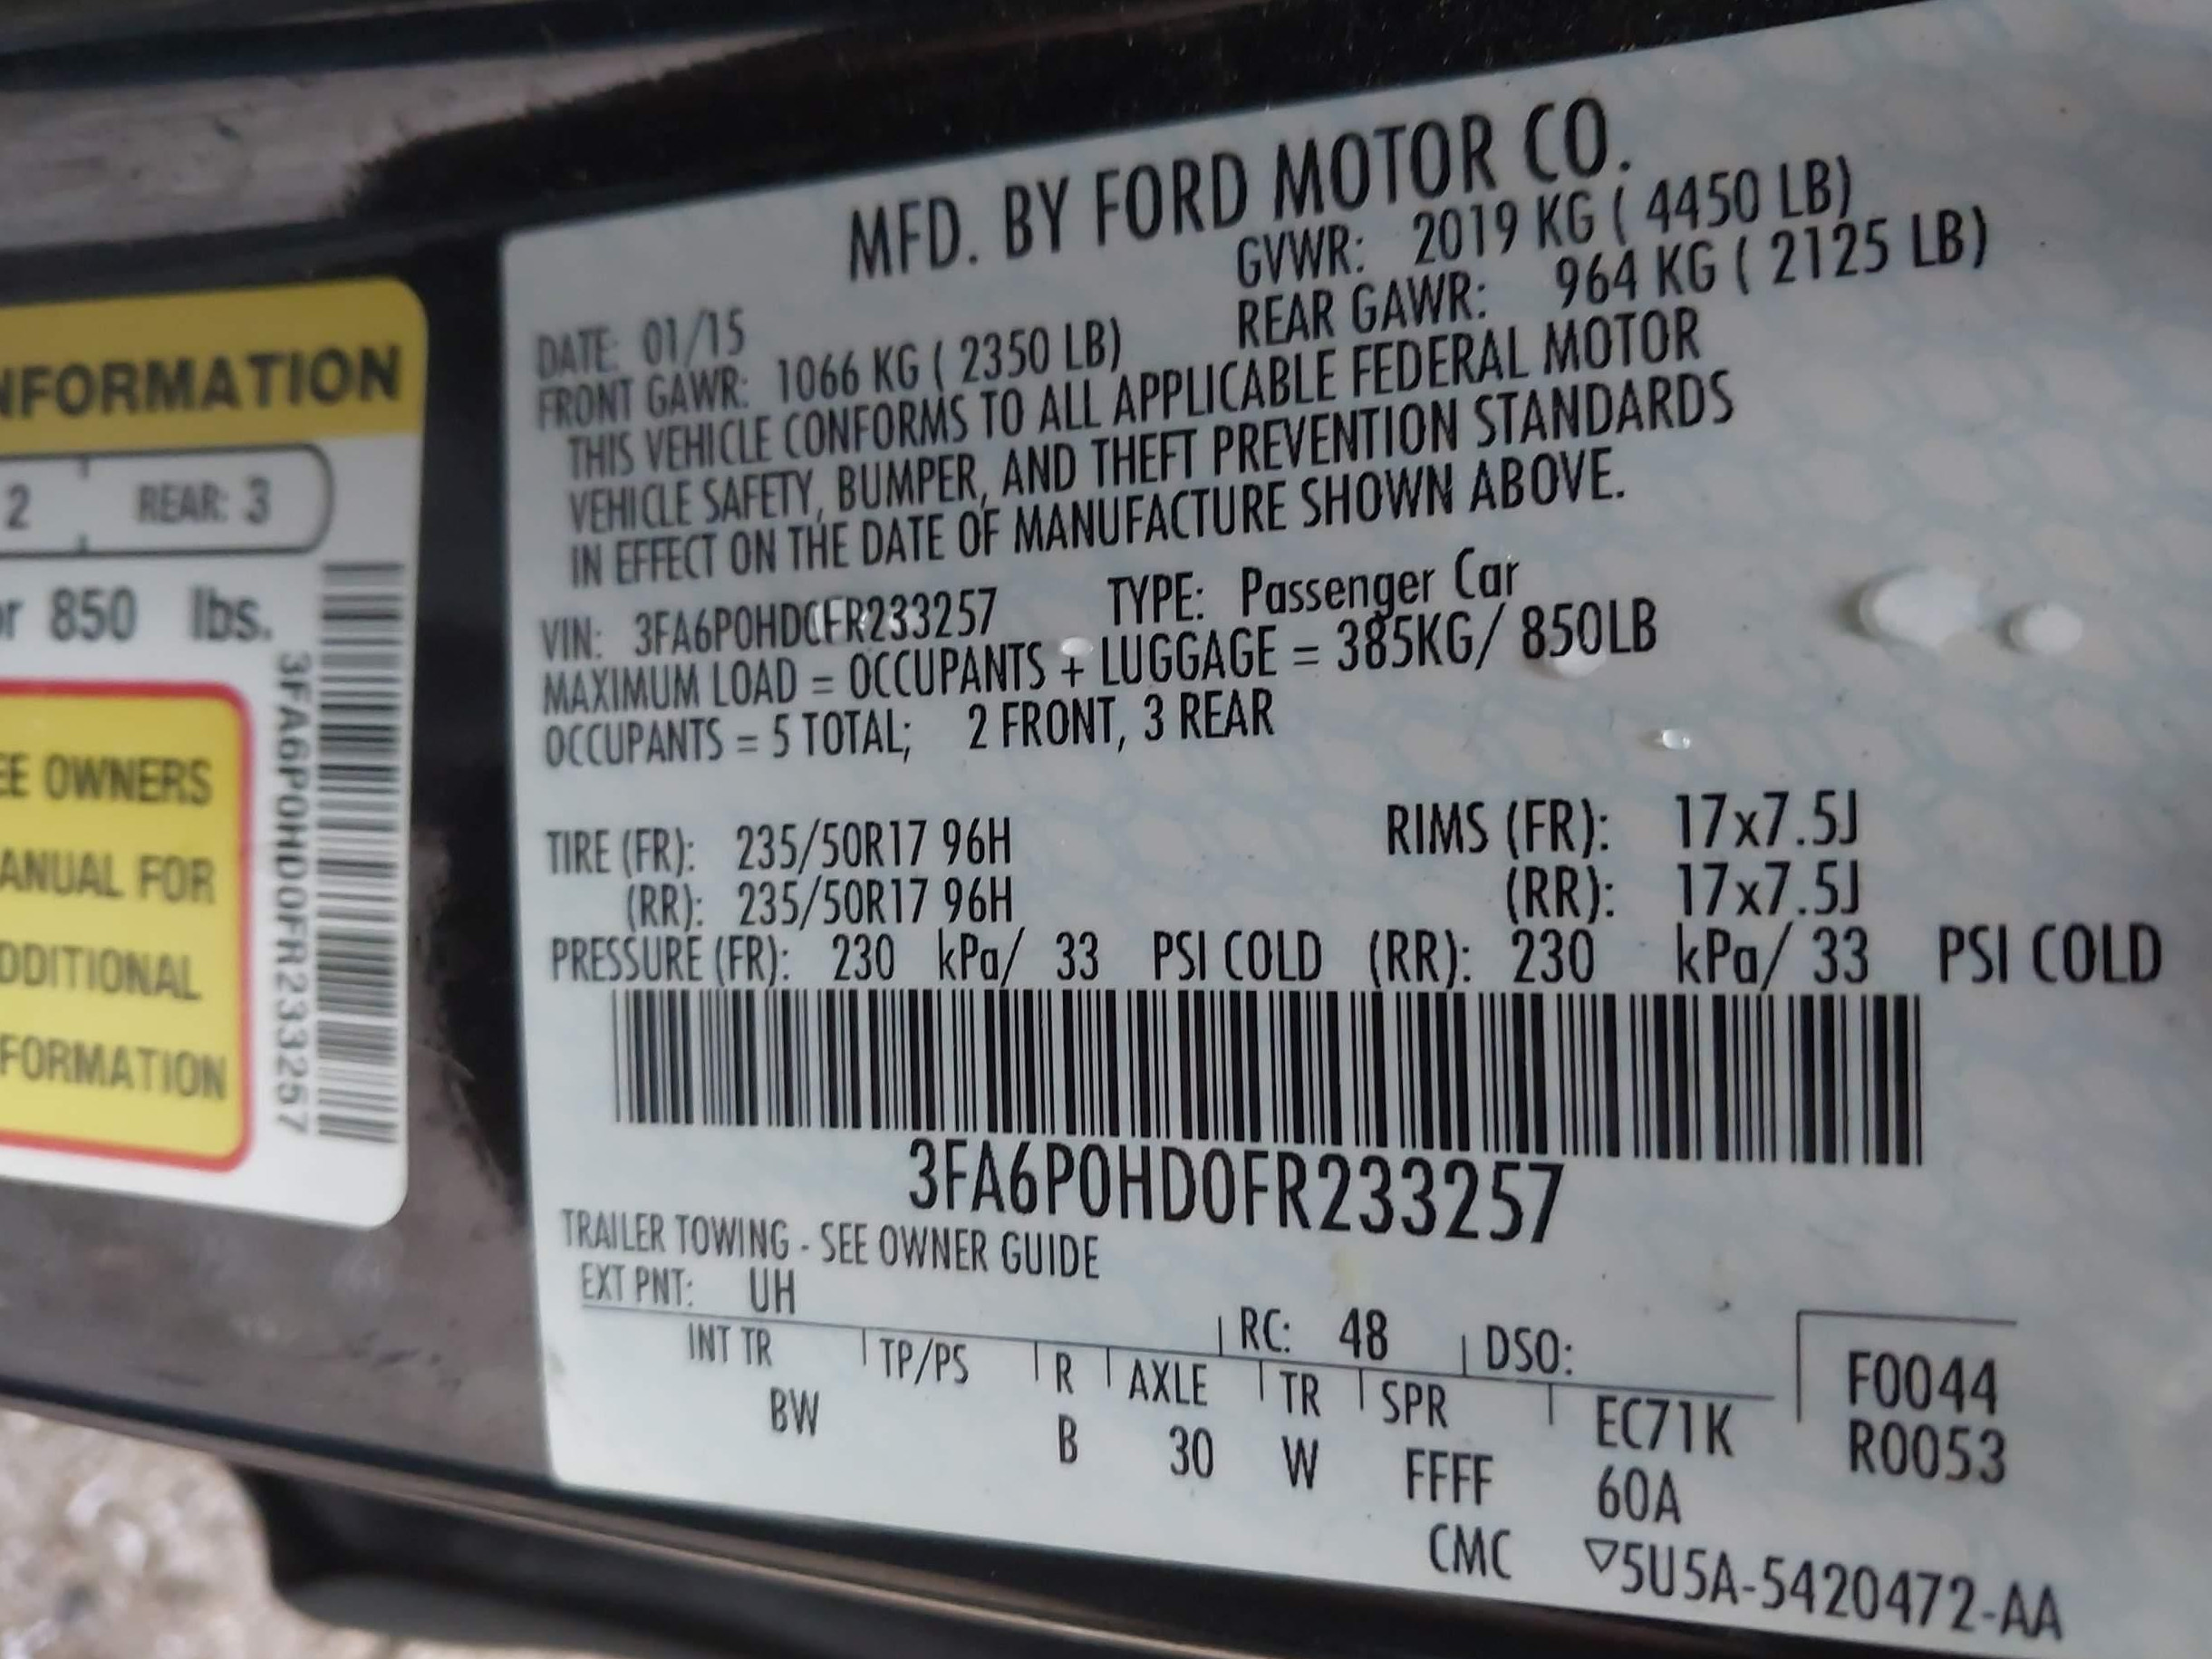 NFORMATION
2 REAR: 3
r 850 lbs.
EE OWNERS
ANUAL FOR
DDITIONAL
FORMATION
3FA6P0HD0FR233257
MFD. BY FORD MOTOR CO.
DATE: 01/15 GVWR: 2019 KG ( 4450 LB)
FRONT GAWR: 1066 KG ( 2350 LB) REAR GAWR: 964 KG ( 2125 LB)
THIS VEHICLE CONFORMS TO ALL APPLICABLE FEDERAL MOTOR
VEHICLE SAFETY, BUMPER, AND THEFT PREVENTION STANDARDS
IN EFFECT ON THE DATE OF MANUFACTURE SHOWN ABOVE.
VIN: 3FA6P0HD0FR233257 TYPE: Passenger Car
MAXIMUM LOAD = OCCUPANTS + LUGGAGE = 385KG/ 850LB
OCCUPANTS = 5 TOTAL; 2 FRONT, 3 REAR
TIRE (FR): 235/50R17 96H RIMS (FR): 17x7.5J
(RR): 235/50R17 96H (RR): 17x7.5J
PRESSURE (FR): 230 kPa/ 33 PSI COLD (RR): 230 kPa/ 33 PSI COLD
3FA6P0HD0FR233257
TRAILER TOWING - SEE OWNER GUIDE
EXT PNT: UH RC: 48 DSO: F0044
INT TR TP/PS R AXLE TR SPR EC71K R0053
BW B 30 W FFFF 60A
CMC ▽5U5A-5420472-AA